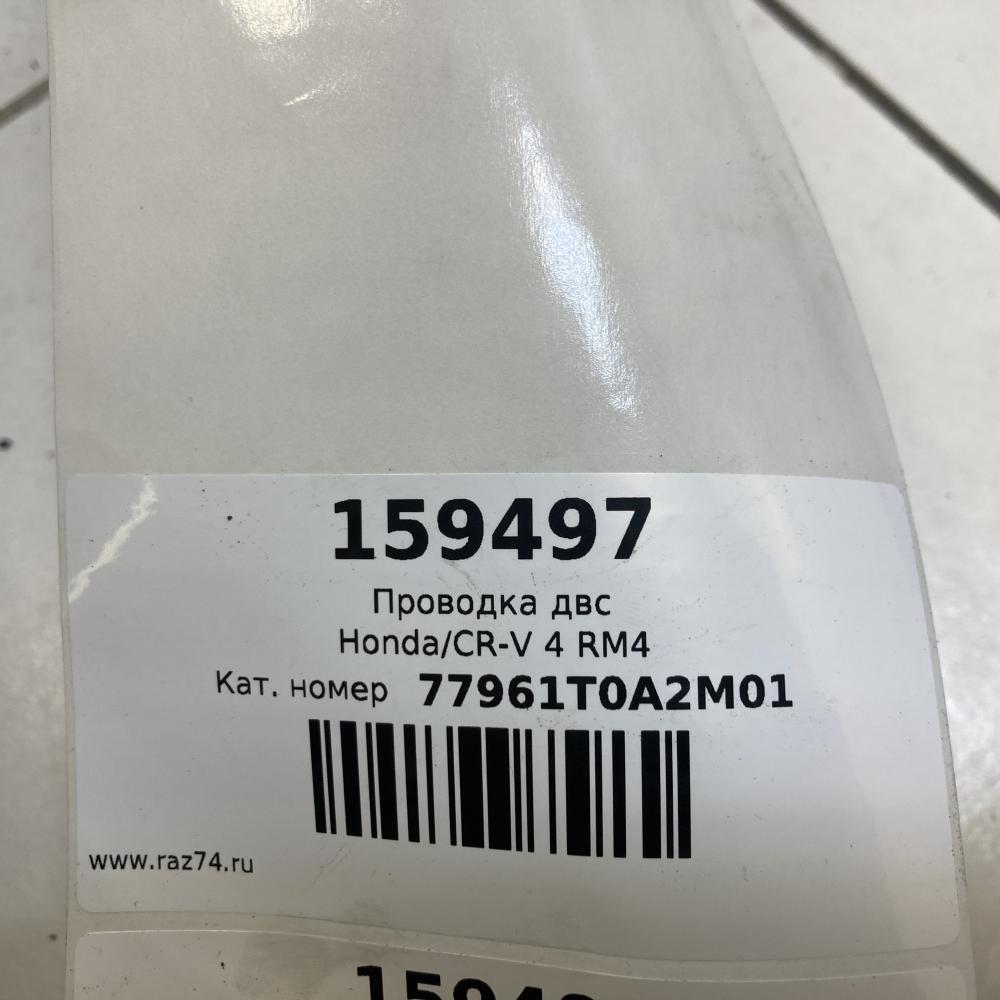 159497
Проводка двс
Honda/CR-V 4 RM4
Кат. номер 77961T0A2M01
www.raz74.ru